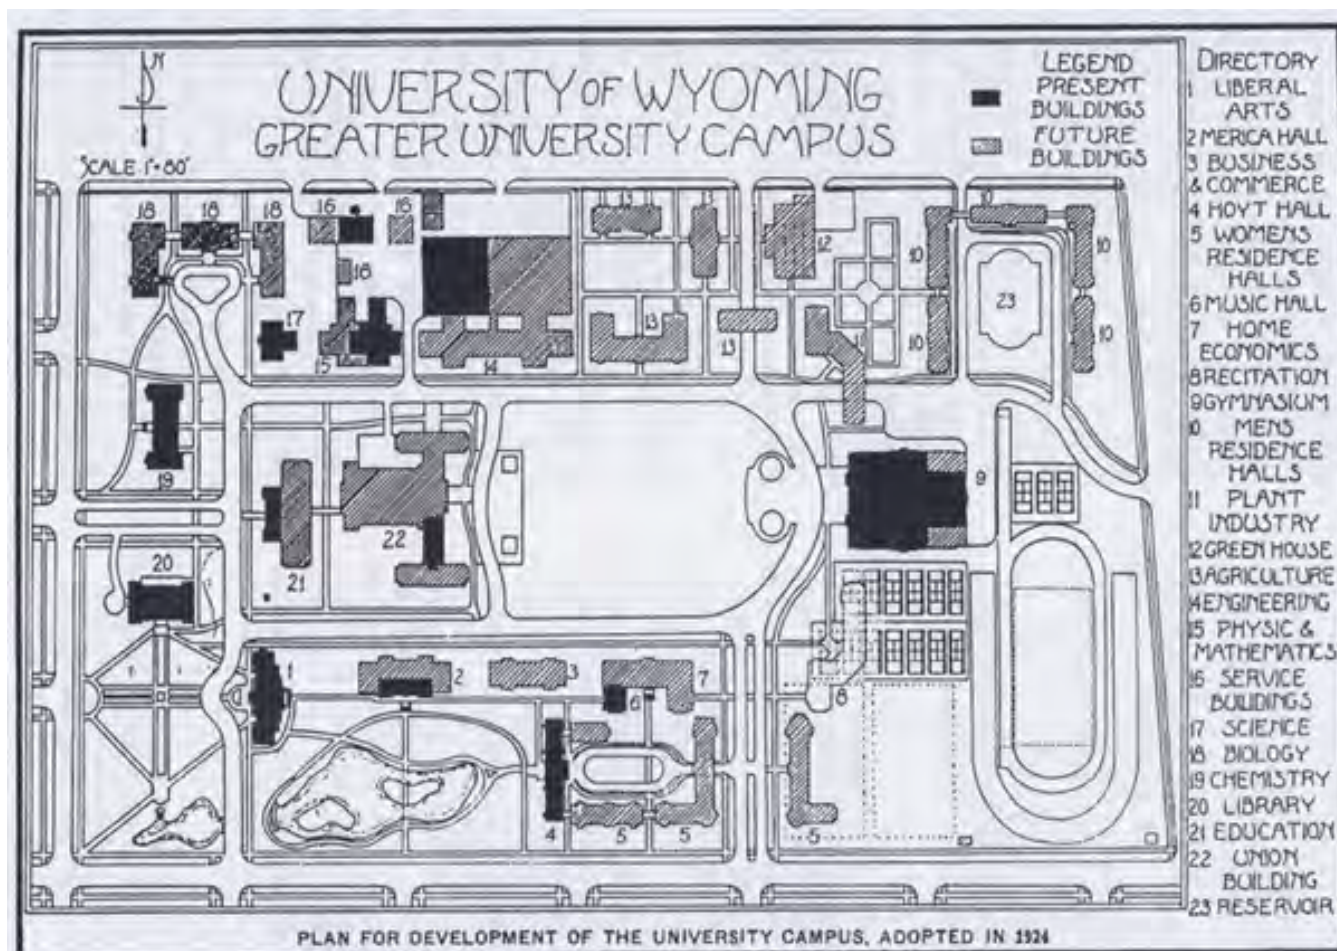 UNIVERSITY OF WYOMING
GREATER UNIVERSITY CAMPUS
N
SCALE 1"=80'
LEGEND
PRESENT
BUILDINGS
FUTURE
BUILDINGS
DIRECTORY
1 LIBERAL
ARTS
2 MERICA HALL
3 BUSINESS
& COMMERCE
4 HOYT HALL
5 WOMENS
RESIDENCE
HALLS
6 MUSIC HALL
7 HOME
ECONOMICS
8 RECITATION
9 GYMNASIUM
10 MENS
RESIDENCE
HALLS
11 PLANT
INDUSTRY
12 GREEN HOUSE
13 AGRICULTURE
14 ENGINEERING
15 PHYSIC &
MATHEMATICS
16 SERVICE
BUILDINGS
17 SCIENCE
18 BIOLOGY
19 CHEMISTRY
20 LIBRARY
21 EDUCATION
22 UNION
BUILDING
23 RESERVOIR
18 18 18 16 16 13 13 12 10 10 10
18 23
17 15 14 13 13 11 10 10
19 9
22
20 21
1 2 3 7
6 8
4 5 5 5
PLAN FOR DEVELOPMENT OF THE UNIVERSITY CAMPUS, ADOPTED IN 1924